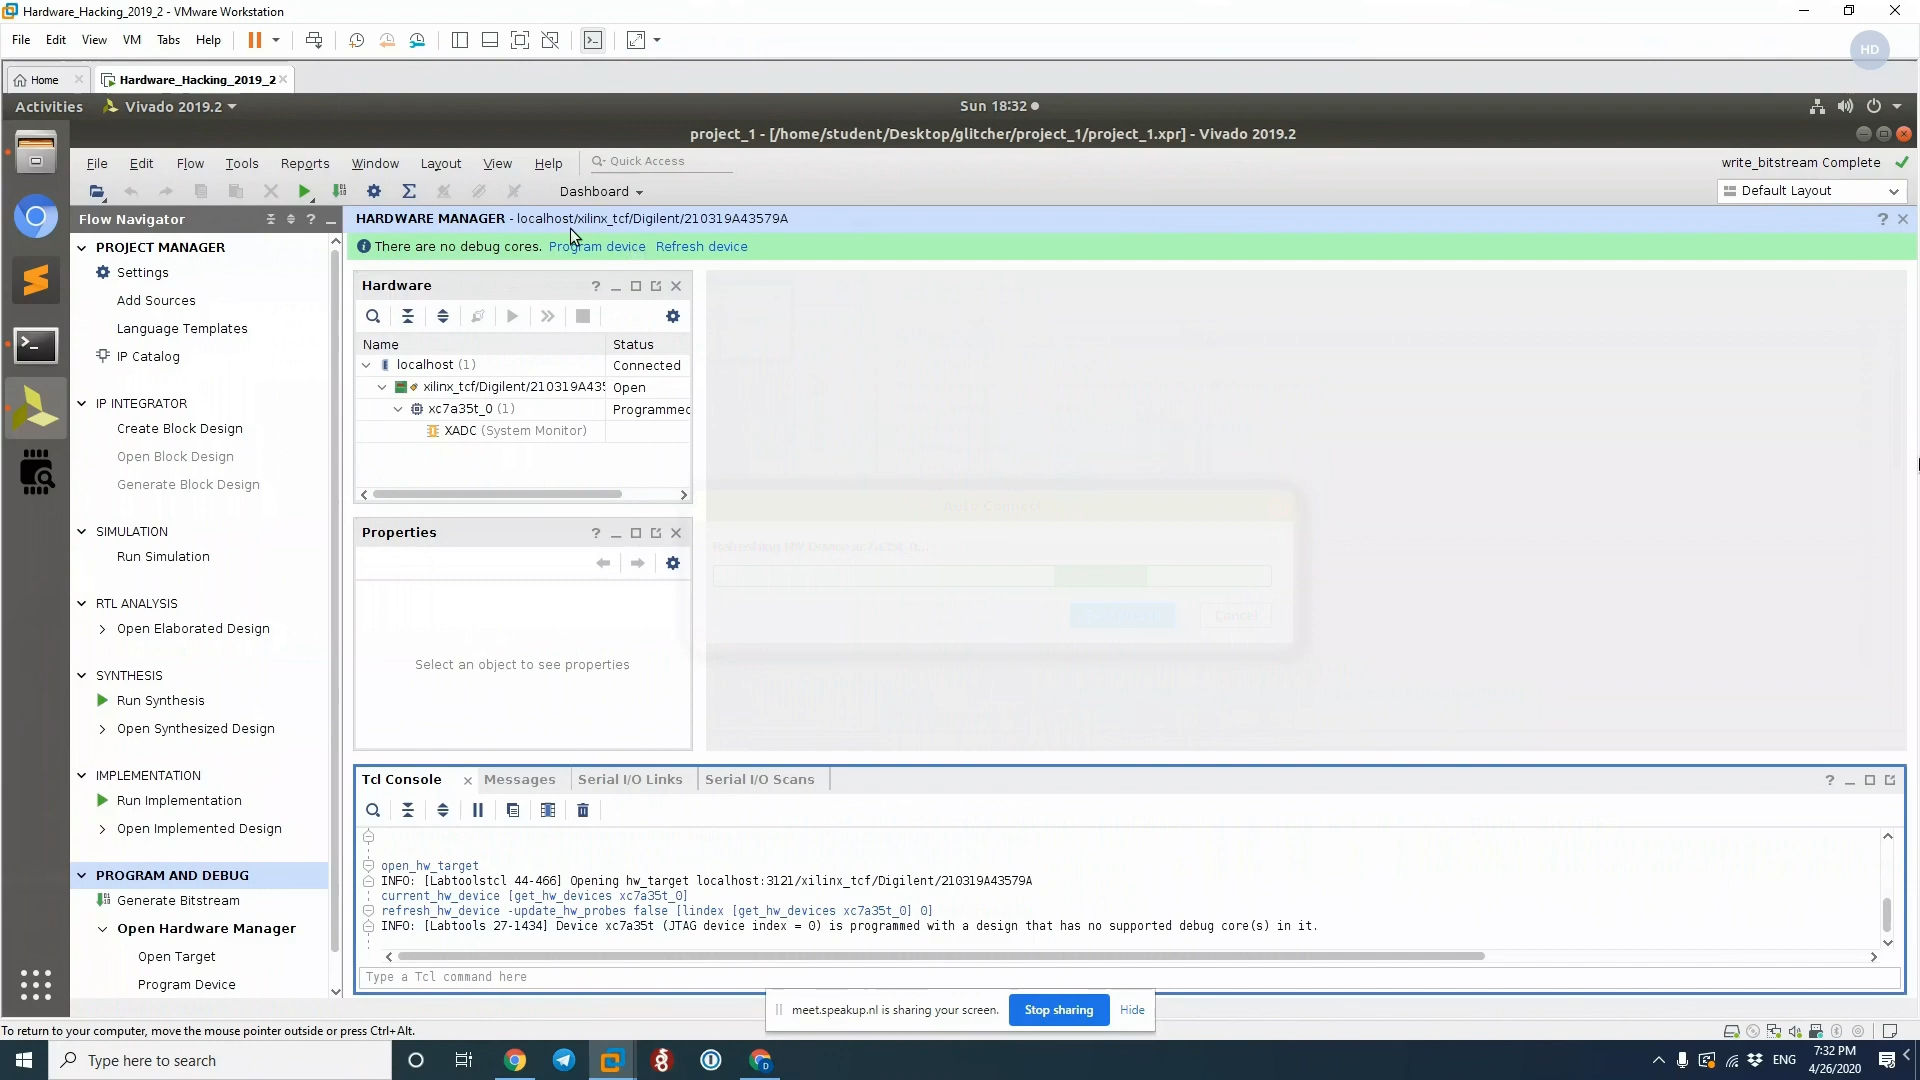 Hardware_Hacking_2019_2 - VMware Workstation
File Edit View VM Tabs Help
HD
Home
Hardware_Hacking_2019_2
Activities Vivado 2019.2 Sun 18:32
project_1 - [/home/student/Desktop/glitcher/project_1/project_1.xpr] - Vivado 2019.2
File Edit Flow Tools Reports Window Layout View Help Quick Access
write_bitstream Complete
Dashboard
Default Layout
Flow Navigator
HARDWARE MANAGER - localhost/xilinx_tcf/Digilent/210319A43579A
There are no debug cores. Program device Refresh device
PROJECT MANAGER
Settings
Add Sources
Language Templates
IP Catalog
IP INTEGRATOR
Create Block Design
Open Block Design
Generate Block Design
SIMULATION
Run Simulation
RTL ANALYSIS
Open Elaborated Design
SYNTHESIS
Run Synthesis
Open Synthesized Design
IMPLEMENTATION
Run Implementation
Open Implemented Design
PROGRAM AND DEBUG
Generate Bitstream
Open Hardware Manager
Open Target
Program Device
Hardware
Name Status
localhost (1) Connected
xilinx_tcf/Digilent/210319A435 Open
xc7a35t_0 (1) Programmed
XADC (System Monitor)
Properties
Select an object to see properties
Auto Connect
Cancel
Tcl Console Messages Serial I/O Links Serial I/O Scans
open_hw_target
INFO: [Labtoolstcl 44-466] Opening hw_target localhost:3121/xilinx_tcf/Digilent/210319A43579A
current_hw_device [get_hw_devices xc7a35t_0]
refresh_hw_device -update_hw_probes false [lindex [get_hw_devices xc7a35t_0] 0]
INFO: [Labtools 27-1434] Device xc7a35t (JTAG device index = 0) is programmed with a design that has no supported debug core(s) in it.
Type a Tcl command here
meet.speakup.nl is sharing your screen. Stop sharing Hide
To return to your computer, move the mouse pointer outside or press Ctrl+Alt.
Type here to search
ENG
7:32 PM
4/26/2020